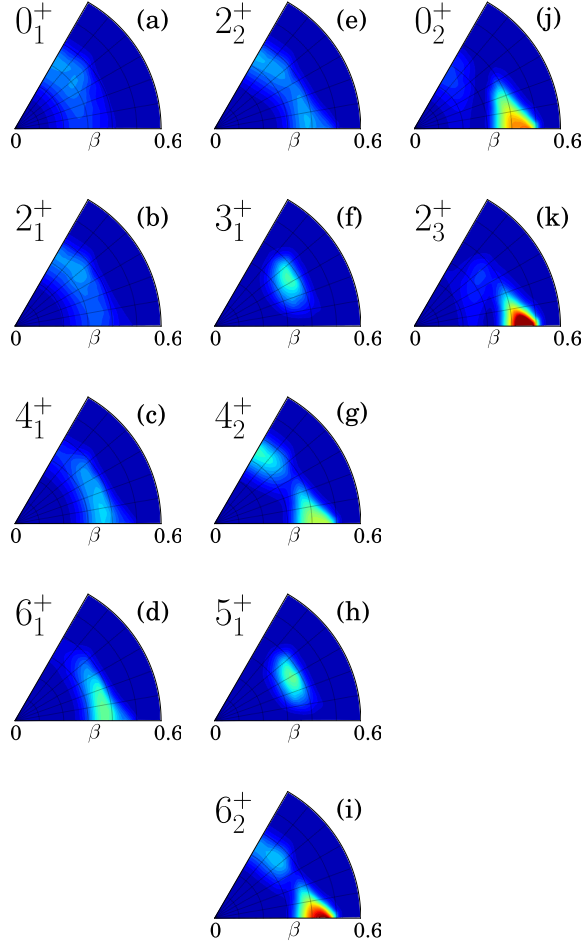 0₁⁺ (a) 2₂⁺ (e) 0₂⁺ (j)
0 β 0.6 0 β 0.6 0 β 0.6
2₁⁺ (b) 3₁⁺ (f) 2₃⁺ (k)
0 β 0.6 0 β 0.6 0 β 0.6
4₁⁺ (c) 4₂⁺ (g)
0 β 0.6 0 β 0.6
6₁⁺ (d) 5₁⁺ (h)
0 β 0.6 0 β 0.6
6₂⁺ (i)
0 β 0.6